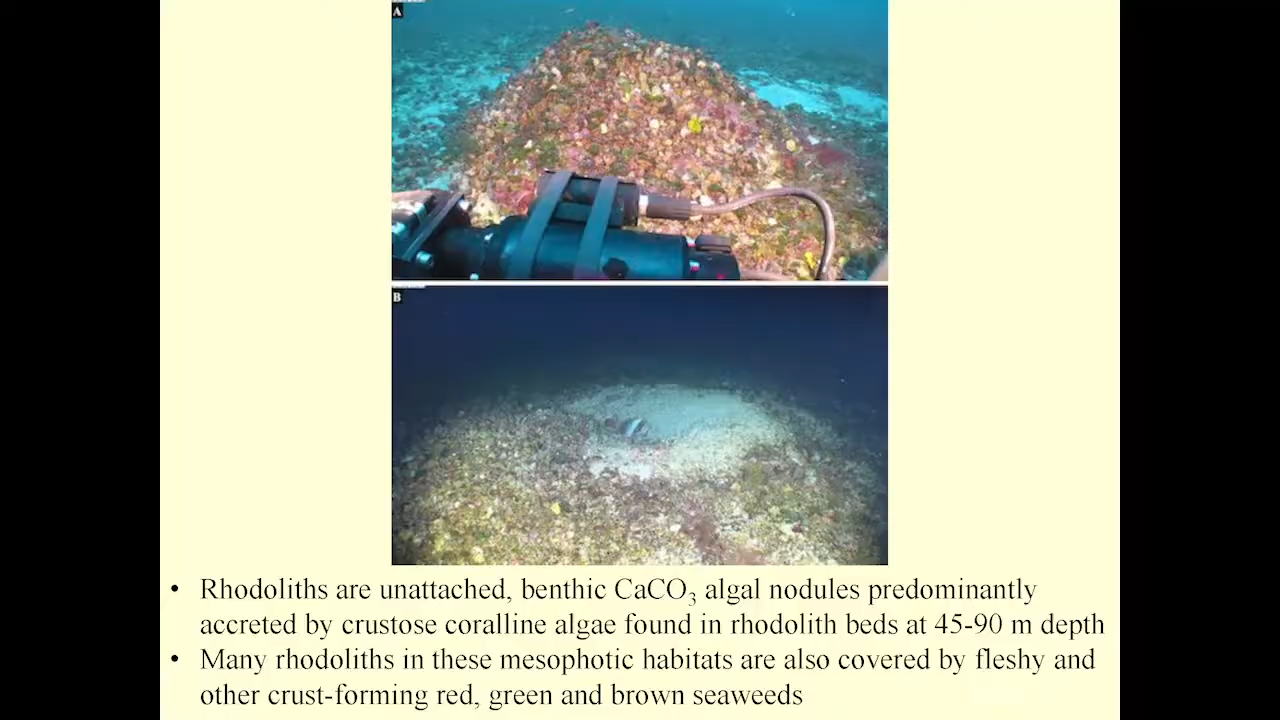 A
B
• Rhodoliths are unattached, benthic CaCO₃ algal nodules predominantly
accreted by crustose coralline algae found in rhodolith beds at 45-90 m depth
• Many rhodoliths in these mesophotic habitats are also covered by fleshy and
other crust-forming red, green and brown seaweeds